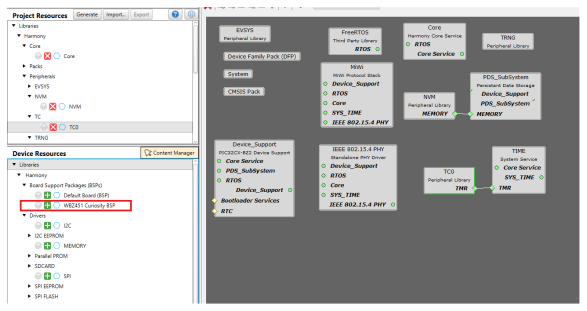 Project Resources
Generate
Import...
Export
Libraries
Harmony
Core
Core
Packs
Peripherals
EVSYS
NVM
NVM
TC
TC0
TRNG
Device Resources
Content Manager
Libraries
Harmony
Board Support Packages (BSPs)
Default Board (BSP)
WBZ451 Curiosity BSP
Drivers
I2C
I2C EEPROM
MEMORY
Parallel PROM
SDCARD
SPI
SPI EEPROM
SPI FLASH
EVSYS
Peripheral Library
Device Family Pack (DFP)
System
CMSIS Pack
FreeRTOS
Third Party Library
RTOS
Core
Harmony Core Service
RTOS
Core Service
TRNG
Peripheral Library
MiWi
MiWi Protocol Stack
Device_Support
RTOS
Core
SYS_TIME
IEEE 802.15.4 PHY
NVM
Peripheral Library
MEMORY
PDS_SubSystem
Persistent Data Storage
Device_Support
PDS_SubSystem
MEMORY
Device_Support
PIC32CX-BZ2 Device Support
Core Service
PDS_SubSystem
RTOS
Device_Support
Bootloader Services
RTC
IEEE 802.15.4 PHY
Standalone PHY Driver
Device_Support
RTOS
Core
SYS_TIME
IEEE 802.15.4 PHY
TC0
Peripheral Library
TMR
TIME
System Service
Core Service
SYS_TIME
TMR